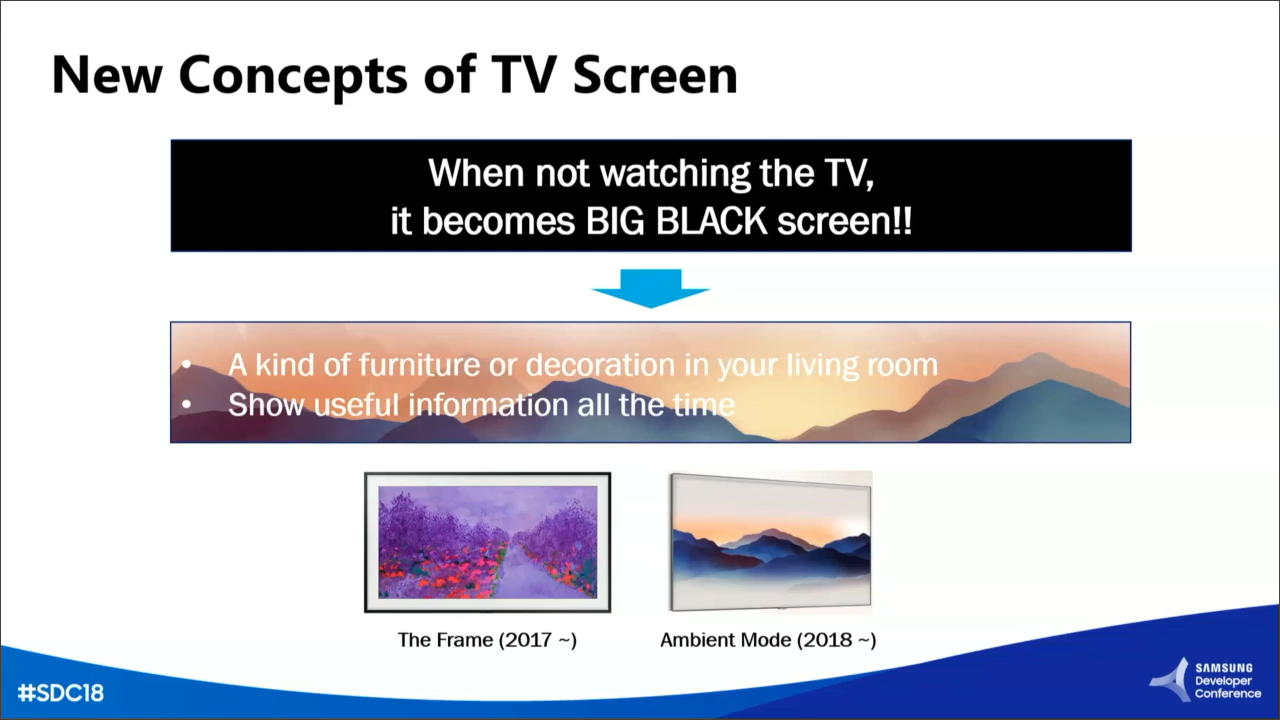 New Concepts of TV Screen
When not watching the TV,
it becomes BIG BLACK screen!!
• A kind of furniture or decoration in your living room
• Show useful information all the time
The Frame (2017 ~)
Ambient Mode (2018 ~)
#SDC18
SAMSUNG
Developer
Conference